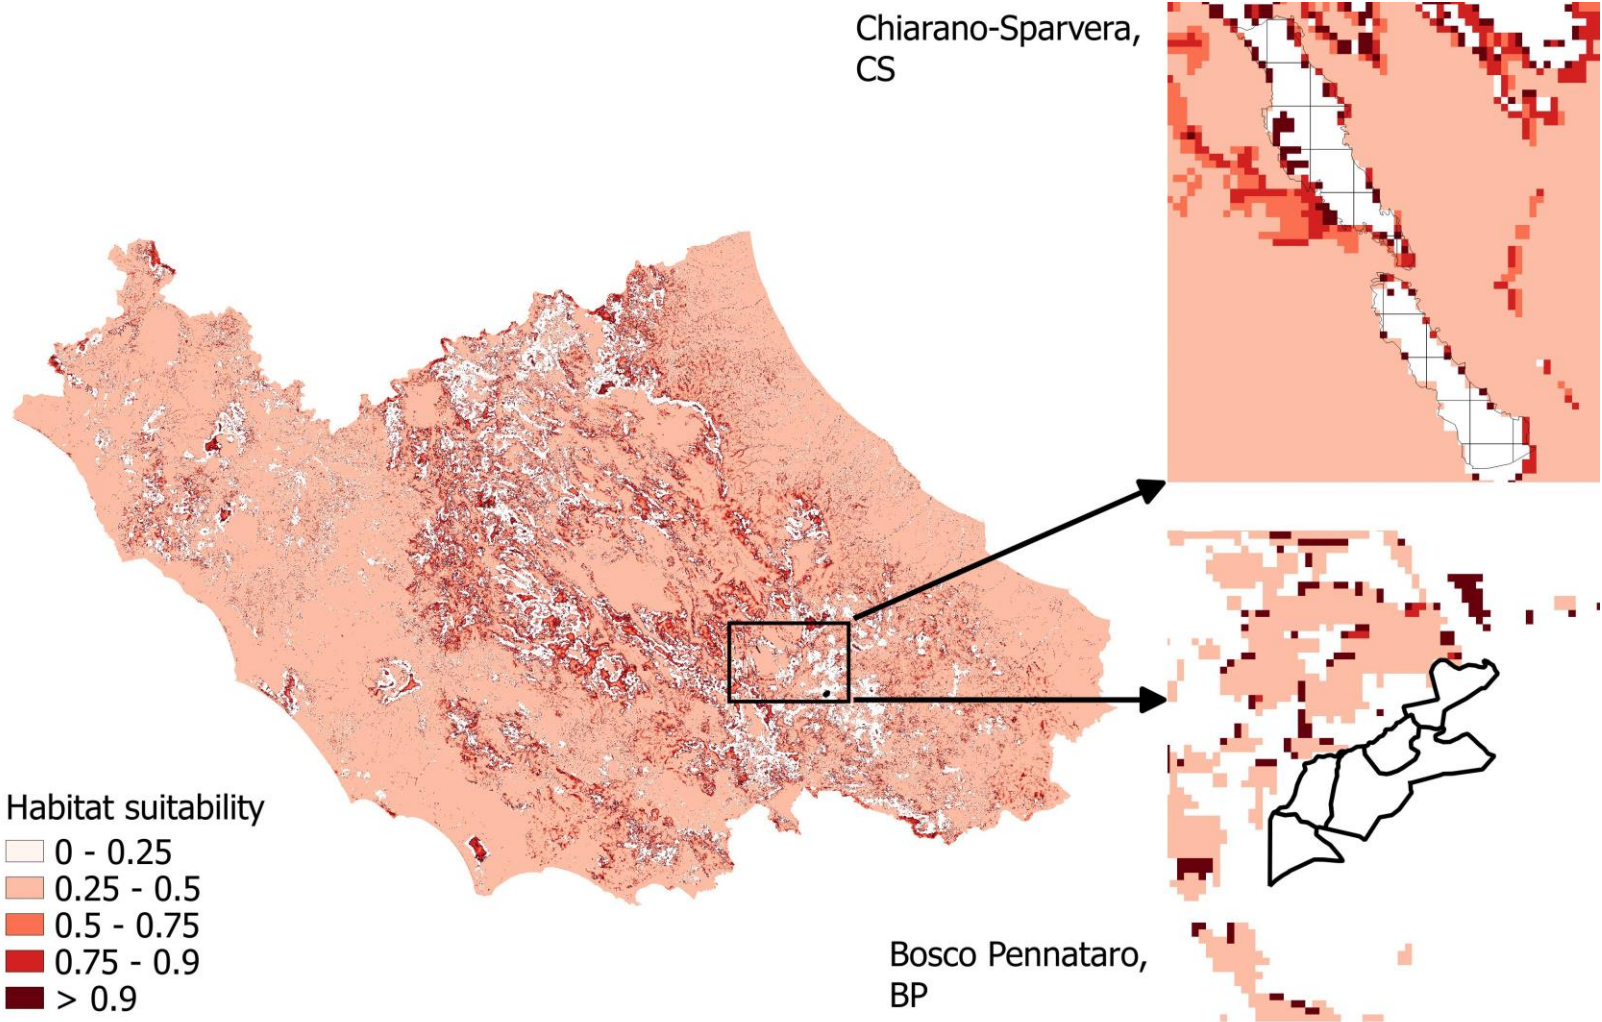 Chiarano-Sparvera,
CS
Habitat suitability
0 - 0.25
0.25 - 0.5
0.5 - 0.75
0.75 - 0.9
> 0.9
Bosco Pennataro,
BP